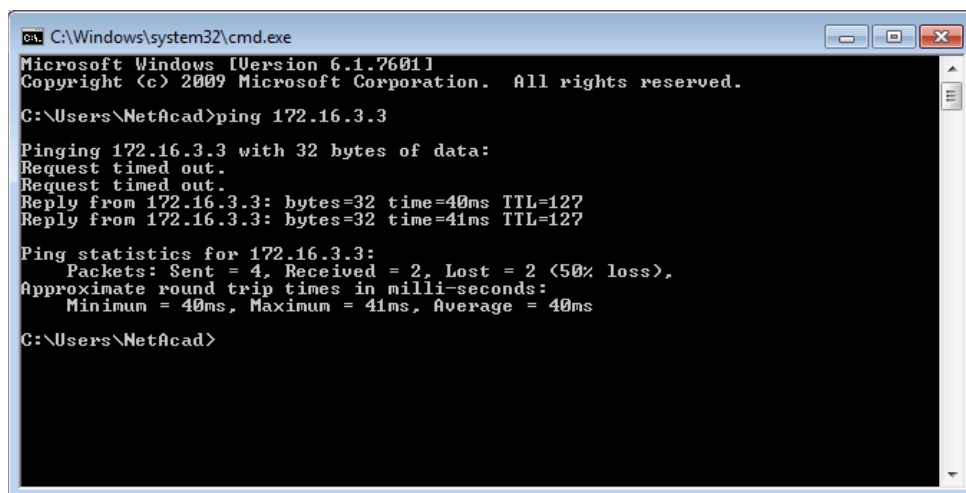 C:\Windows\system32\cmd.exe
Microsoft Windows [Version 6.1.7601]
Copyright (c) 2009 Microsoft Corporation.  All rights reserved.
C:\Users\NetAcad>ping 172.16.3.3
Pinging 172.16.3.3 with 32 bytes of data:
Request timed out.
Request timed out.
Reply from 172.16.3.3: bytes=32 time=40ms TTL=127
Reply from 172.16.3.3: bytes=32 time=41ms TTL=127
Ping statistics for 172.16.3.3:
    Packets: Sent = 4, Received = 2, Lost = 2 (50% loss),
Approximate round trip times in milli-seconds:
    Minimum = 40ms, Maximum = 41ms, Average = 40ms
C:\Users\NetAcad>